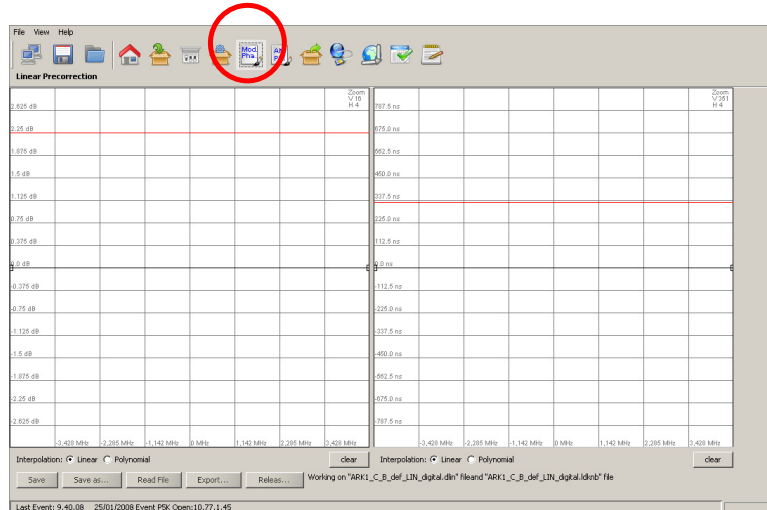 File View Help
Mod.
Pha.
Linear Precorrection
Zoom
V 16
H 4
2.625 dB
2.25 dB
1.875 dB
1.5 dB
1.125 dB
0.75 dB
0.375 dB
0.0 dB
-0.375 dB
-0.75 dB
-1.125 dB
-1.5 dB
-1.875 dB
-2.25 dB
-2.625 dB
-3,428 MHz -2,285 MHz -1,142 MHz 0 MHz 1,142 MHz 2,285 MHz 3,428 MHz
Zoom
V 351
H 4
787.5 ns
675.0 ns
562.5 ns
450.0 ns
337.5 ns
225.0 ns
112.5 ns
0.0 ns
-112.5 ns
-225.0 ns
-337.5 ns
-450.0 ns
-562.5 ns
-675.0 ns
-787.5 ns
-3,428 MHz -2,285 MHz -1,142 MHz 0 MHz 1,142 MHz 2,285 MHz 3,428 MHz
Interpolation: Linear Polynomial clear
Interpolation: Linear Polynomial clear
Save Save as... Read File Export... Releas... Working on "ARK1_C_B_def_LIN_digital.dlin" fileand "ARK1_C_B_def_LIN_digital.ldknb" file
Last Event: 9.40.08 25/01/2008 Event P5K Open:10.77.1.45